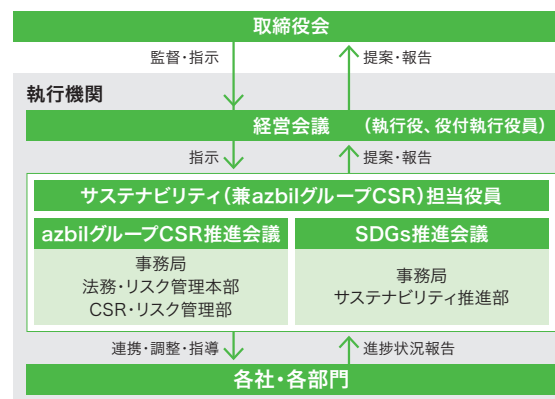 取締役会
監督・指示
提案・報告
執行機関
経営会議 (執行役、役付執行役員)
指示
提案・報告
サステナビリティ(兼azbilグループCSR)担当役員
azbilグループCSR推進会議
事務局
法務・リスク管理本部
CSR・リスク管理部
SDGs推進会議
事務局
サステナビリティ推進部
連携・調整・指導
進捗状況報告
各社・各部門